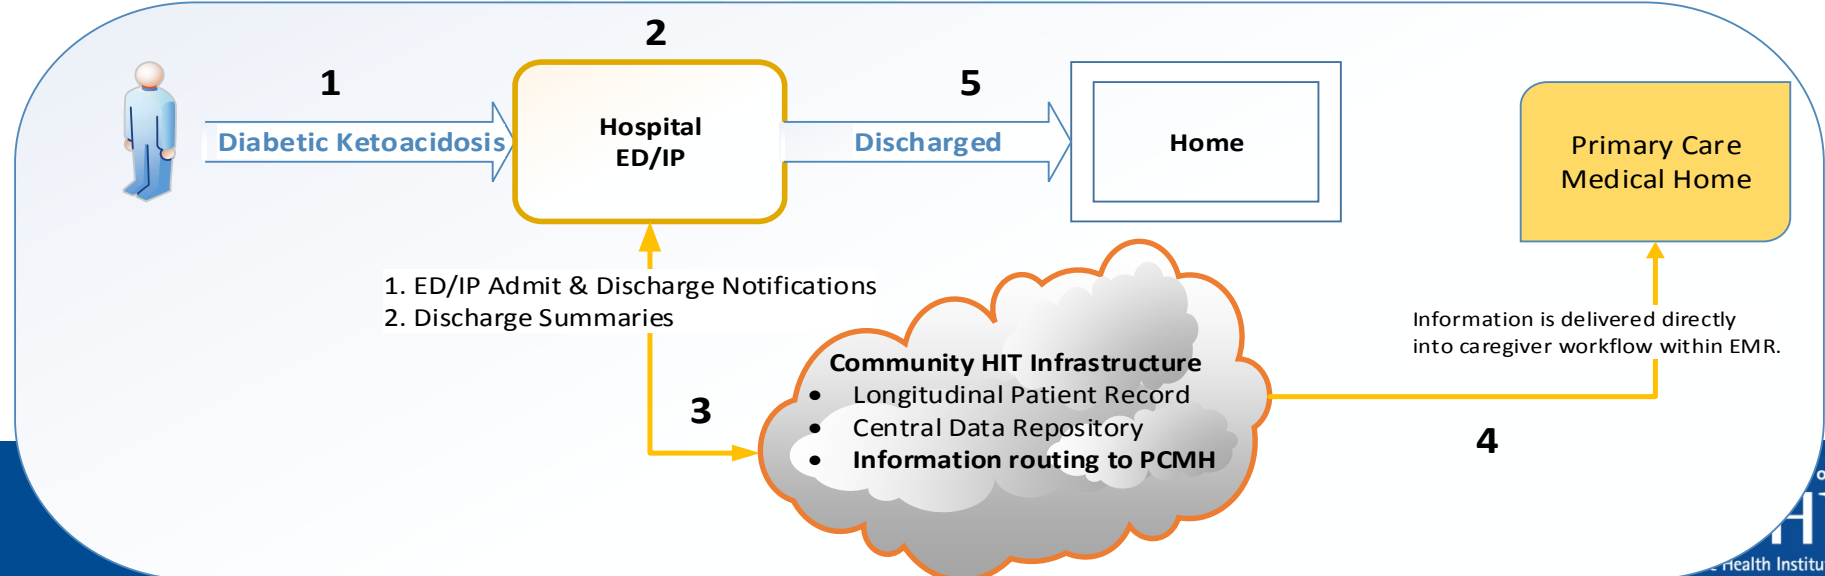 1
2
5
Diabetic Ketoacidosis
Hospital
ED/IP
Discharged
Home
Primary Care
Medical Home
1. ED/IP Admit & Discharge Notifications
2. Discharge Summaries
Information is delivered directly
into caregiver workflow within EMR.
3
Community HIT Infrastructure
• Longitudinal Patient Record
• Central Data Repository
• Information routing to PCMH
4
Health